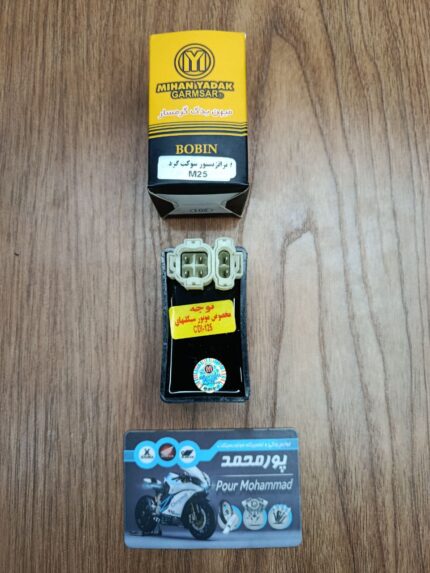 MIHAN YADAK
GARMSAR
میهن یدک گرمسار
BOBIN
۲ ترانزیستور سوکت گرد
M25
توجه
مخصوص موتور سیکلتهای
CDI-125
پورمحمد
Pour Mohammad